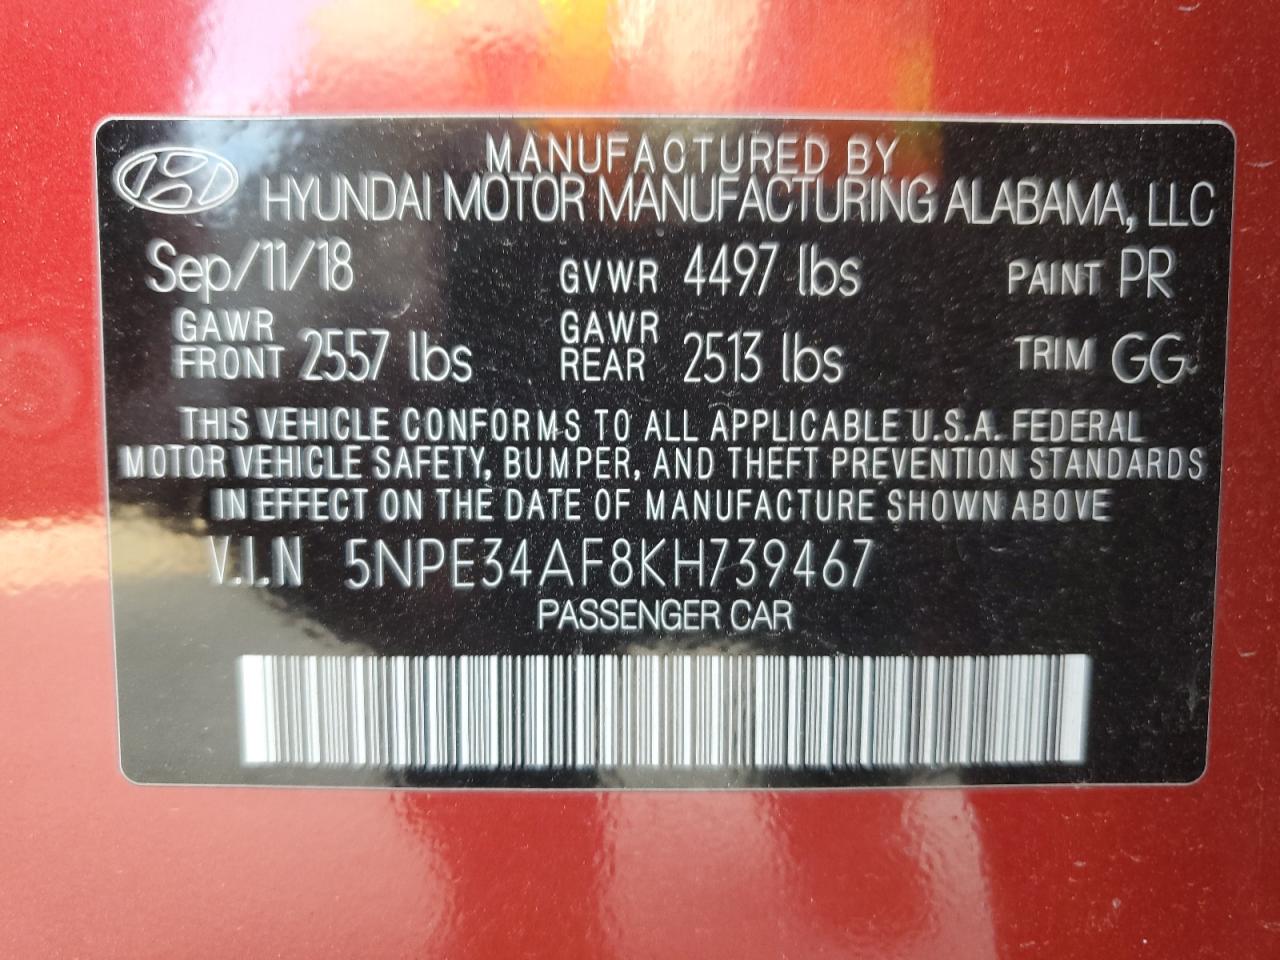 MANUFACTURED BY
HYUNDAI MOTOR MANUFACTURING ALABAMA, LLC
Sep/11/18 GVWR 4497 lbs PAINT PR
GAWR FRONT 2557 lbs GAWR REAR 2513 lbs TRIM GG
THIS VEHICLE CONFORMS TO ALL APPLICABLE U.S.A. FEDERAL
MOTOR VEHICLE SAFETY, BUMPER, AND THEFT PREVENTION STANDARDS
IN EFFECT ON THE DATE OF MANUFACTURE SHOWN ABOVE
V.I.N 5NPE34AF8KH739467
PASSENGER CAR